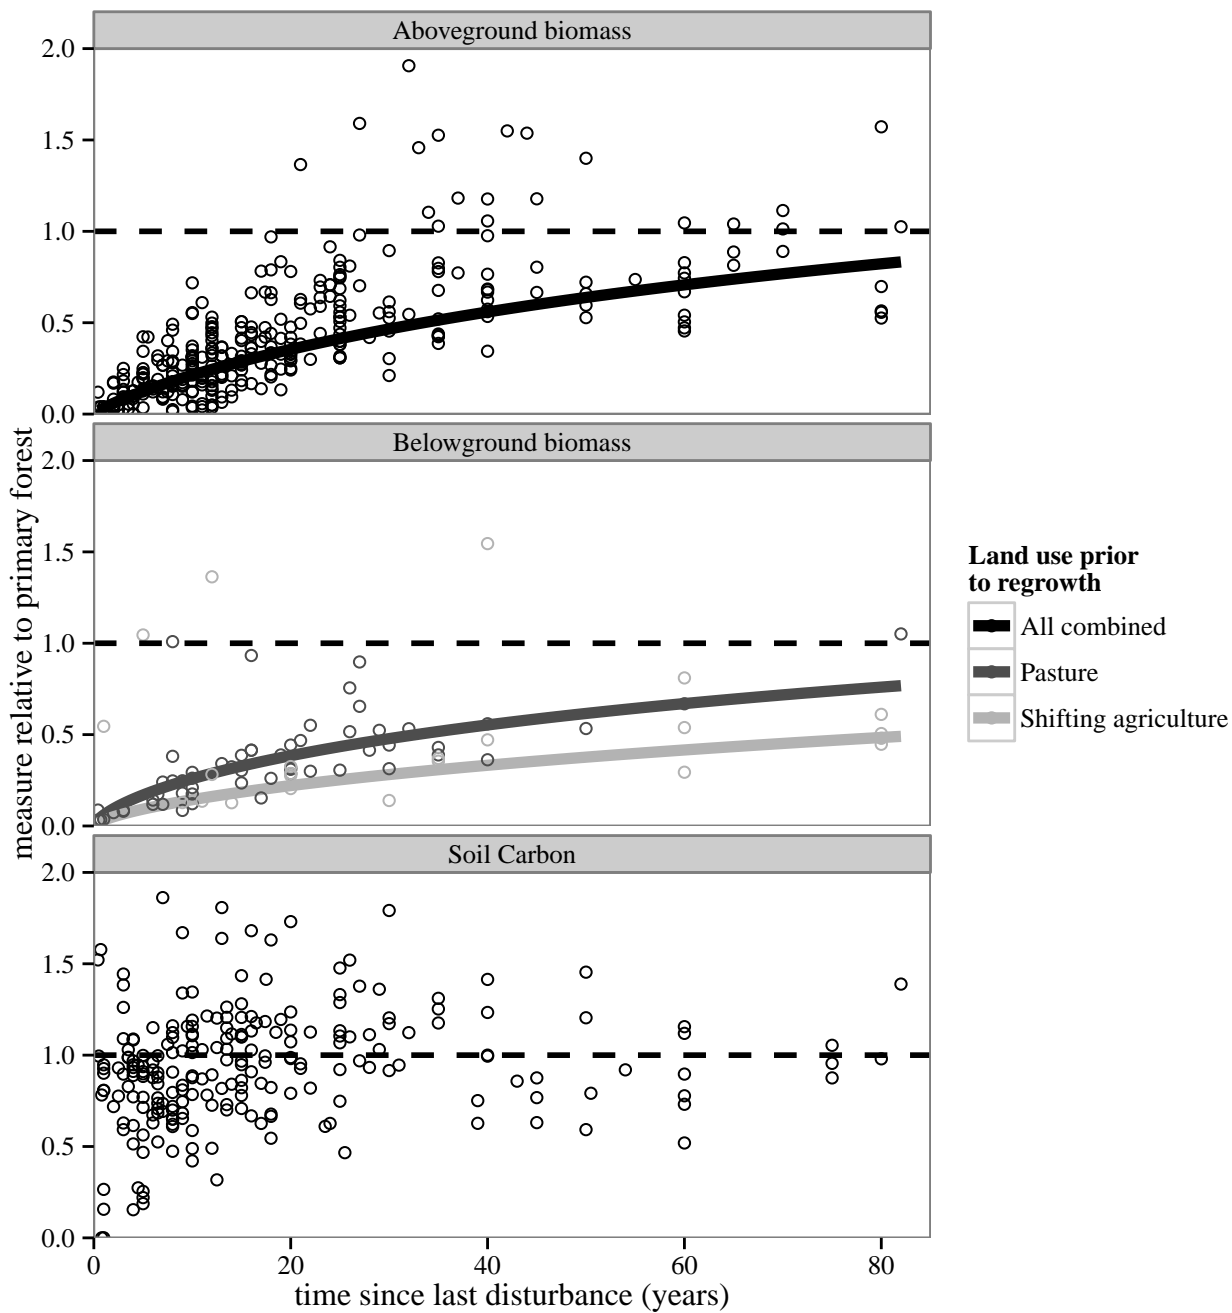 Aboveground biomass
2.0
1.5
1.0
0.5
0.0
Belowground biomass
2.0
1.5
1.0
0.5
0.0
Soil Carbon
2.0
1.5
1.0
0.5
0.0
0 20 40 60 80
time since last disturbance (years)
measure relative to primary forest
Land use prior
to regrowth
All combined
Pasture
Shifting agriculture